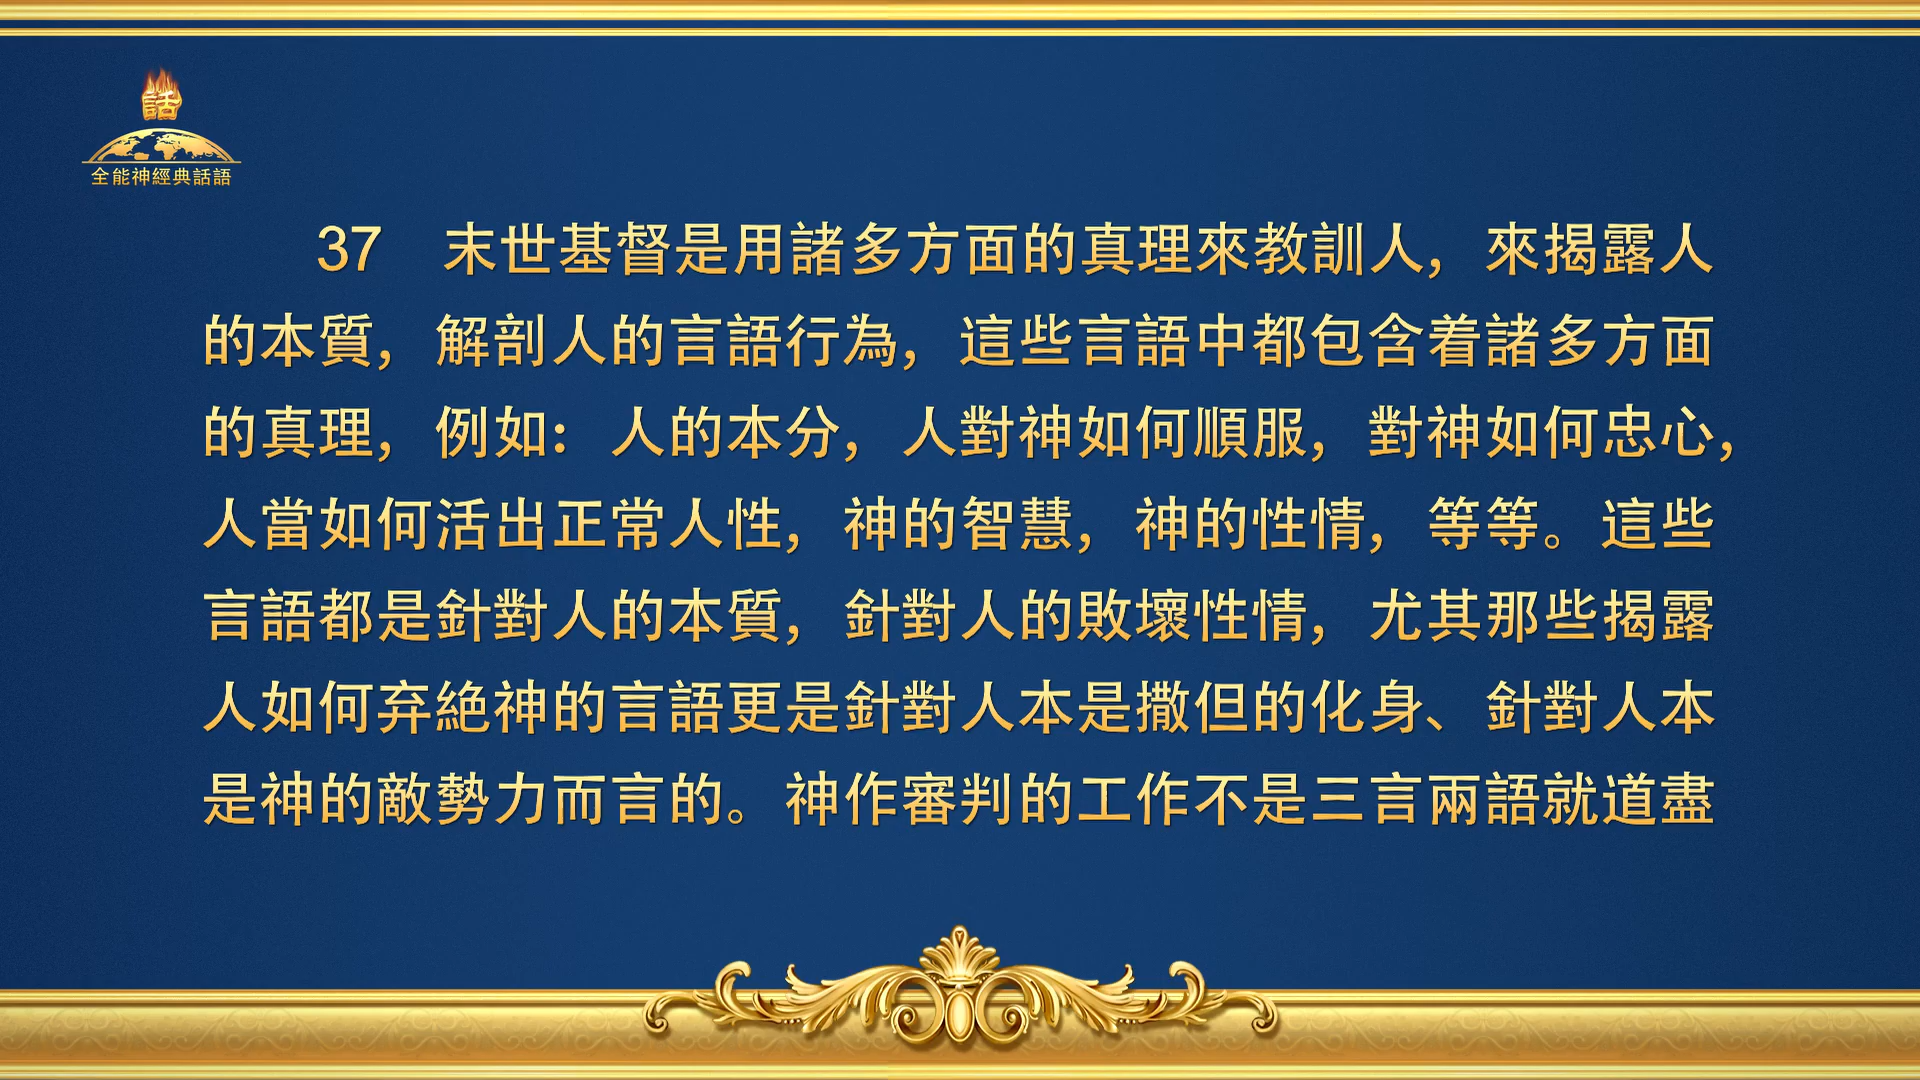 話
全能神經典話語
37　末世基督是用諸多方面的真理來教訓人，來揭露人
的本質，解剖人的言語行為，這些言語中都包含着諸多方面
的真理，例如：人的本分，人對神如何順服，對神如何忠心，
人當如何活出正常人性，神的智慧，神的性情，等等。這些
言語都是針對人的本質，針對人的敗壞性情，尤其那些揭露
人如何弃絶神的言語更是針對人本是撒但的化身、針對人本
是神的敵勢力而言的。神作審判的工作不是三言兩語就道盡